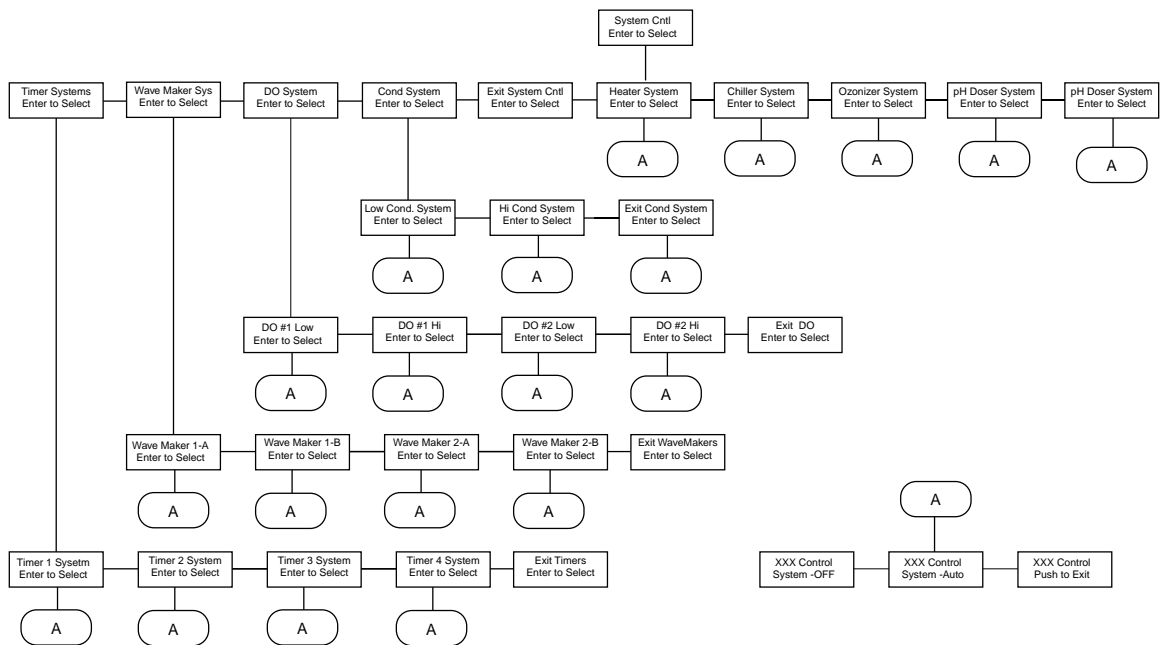 System Cntl
Enter to Select
Timer Systems
Enter to Select
Wave Maker Sys
Enter to Select
DO System
Enter to Select
Cond System
Enter to Select
Exit System Cntl
Enter to Select
Heater System
Enter to Select
Chiller System
Enter to Select
Ozonizer System
Enter to Select
pH Doser System
Enter to Select
pH Doser System
Enter to Select
A
A
A
A
A
Low Cond. System
Enter to Select
Hi Cond System
Enter to Select
Exit Cond System
Enter to Select
A
A
A
DO #1 Low
Enter to Select
DO #1 Hi
Enter to Select
DO #2 Low
Enter to Select
DO #2 Hi
Enter to Select
Exit DO
Enter to Select
A
A
A
A
Wave Maker 1-A
Enter to Select
Wave Maker 1-B
Enter to Select
Wave Maker 2-A
Enter to Select
Wave Maker 2-B
Enter to Select
Exit WaveMakers
Enter to Select
A
A
A
A
A
Timer 1 Sysetm
Enter to Select
Timer 2 System
Enter to Select
Timer 3 System
Enter to Select
Timer 4 System
Enter to Select
Exit Timers
Enter to Select
XXX Control
System -OFF
XXX Control
System -Auto
XXX Control
Push to Exit
A
A
A
A